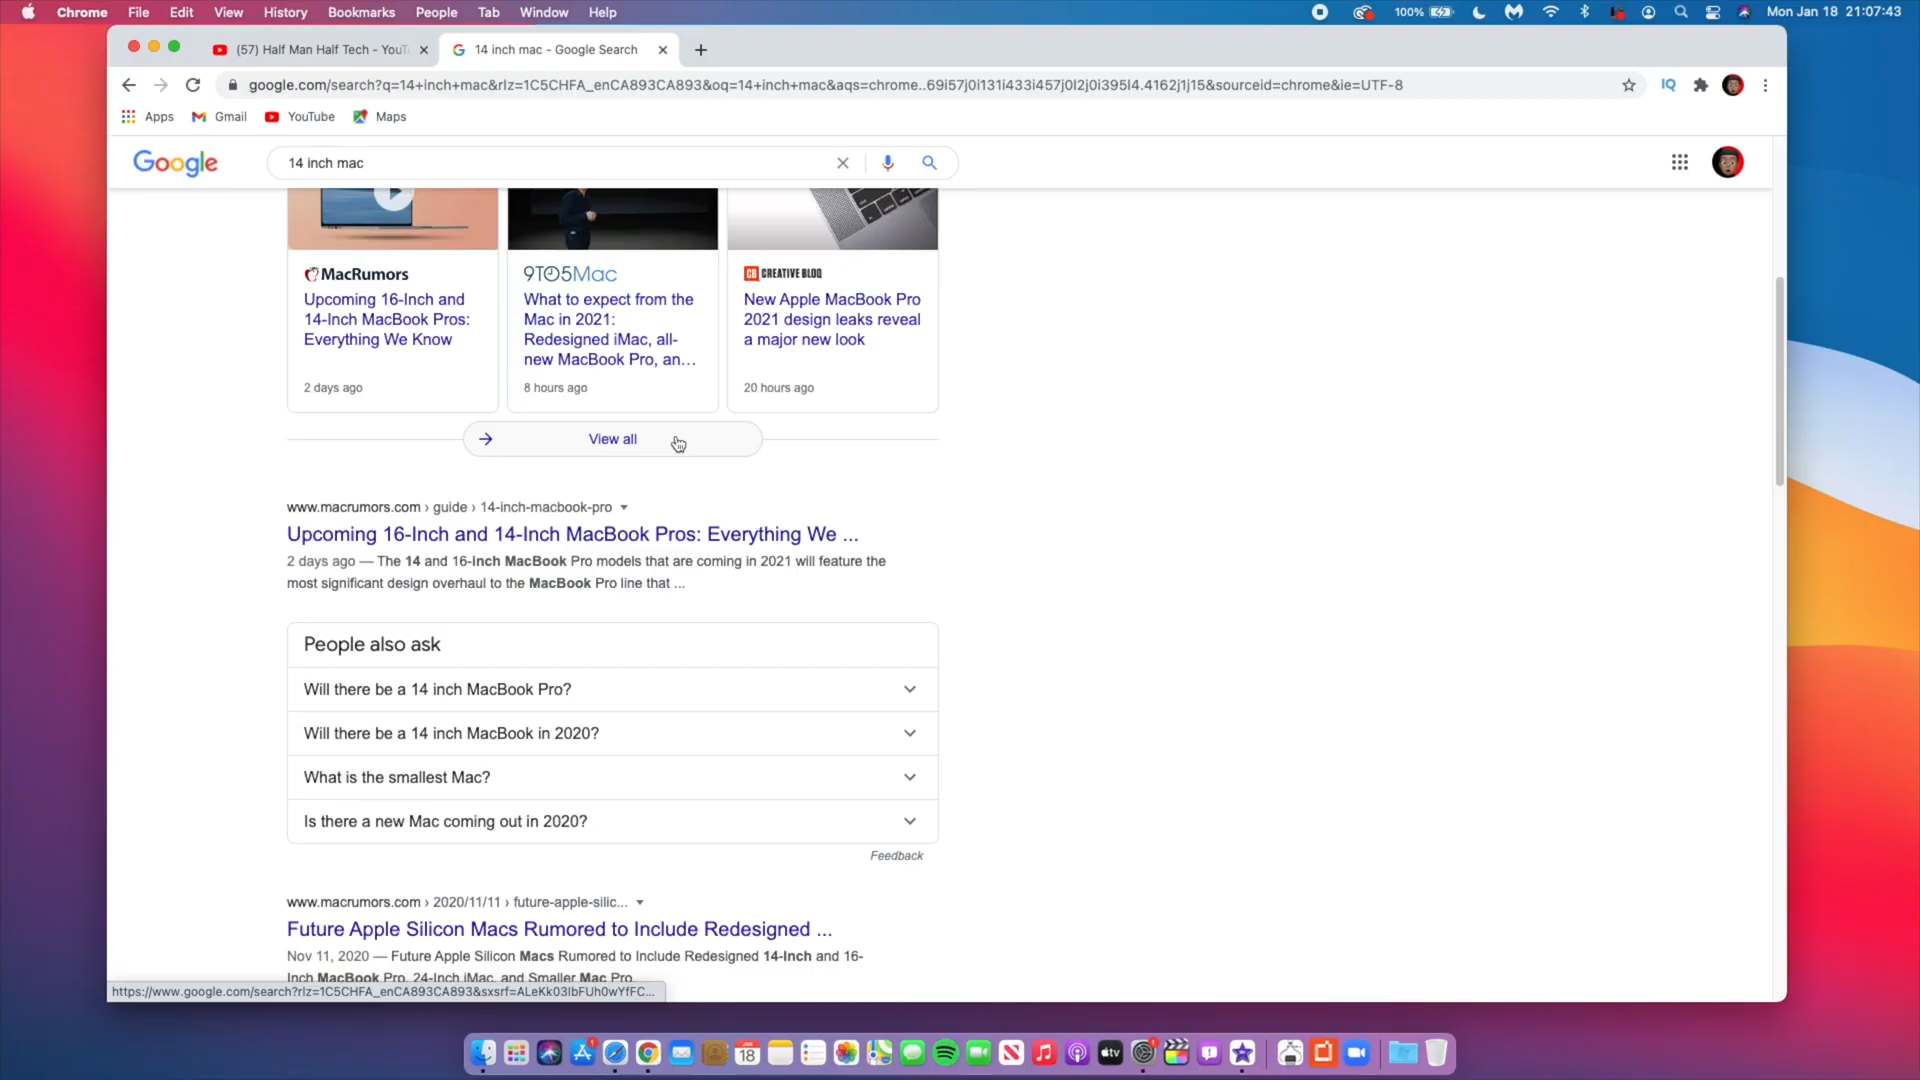 Chrome File Edit View History Bookmarks People Tab Window Help 100% Mon Jan 18 21:07:43
(57) Half Man Half Tech - YouT
14 inch mac - Google Search
google.com/search?q=14+inch+mac&rlz=1C5CHFA_enCA893CA893&oq=14+inch+mac&aqs=chrome..69i57j0i131i433i457j0l2j0i395l4.4162j1j15&sourceid=chrome&ie=UTF-8
IQ
Apps Gmail YouTube Maps
Google 14 inch mac
MacRumors
Upcoming 16-Inch and
14-Inch MacBook Pros:
Everything We Know
2 days ago
9TO5Mac
What to expect from the
Mac in 2021:
Redesigned iMac, all-
new MacBook Pro, an...
8 hours ago
CB CREATIVE BLOQ
New Apple MacBook Pro
2021 design leaks reveal
a major new look
20 hours ago
View all
www.macrumors.com › guide › 14-inch-macbook-pro
Upcoming 16-Inch and 14-Inch MacBook Pros: Everything We ...
2 days ago — The 14 and 16-inch MacBook Pro models that are coming in 2021 will feature the
most significant design overhaul to the MacBook Pro line that ...
People also ask
Will there be a 14 inch MacBook Pro?
Will there be a 14 inch MacBook in 2020?
What is the smallest Mac?
Is there a new Mac coming out in 2020?
Feedback
www.macrumors.com › 2020/11/11 › future-apple-silic...
Future Apple Silicon Macs Rumored to Include Redesigned ...
Nov 11, 2020 — Future Apple Silicon Macs Rumored to Include Redesigned 14-Inch and 16-
Inch MacBook Pro, 24-Inch iMac, and Smaller Mac Pro.
https://www.google.com/search?rlz=1C5CHFA_enCA893CA893&sxsrf=ALeKk03IbFUh0wYfFC...
JAN
18
tv